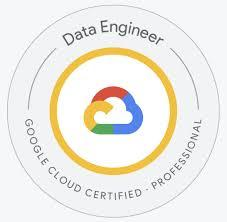 Data Engineer
GOOGLE CLOUD CERTIFIED · PROFESSIONAL